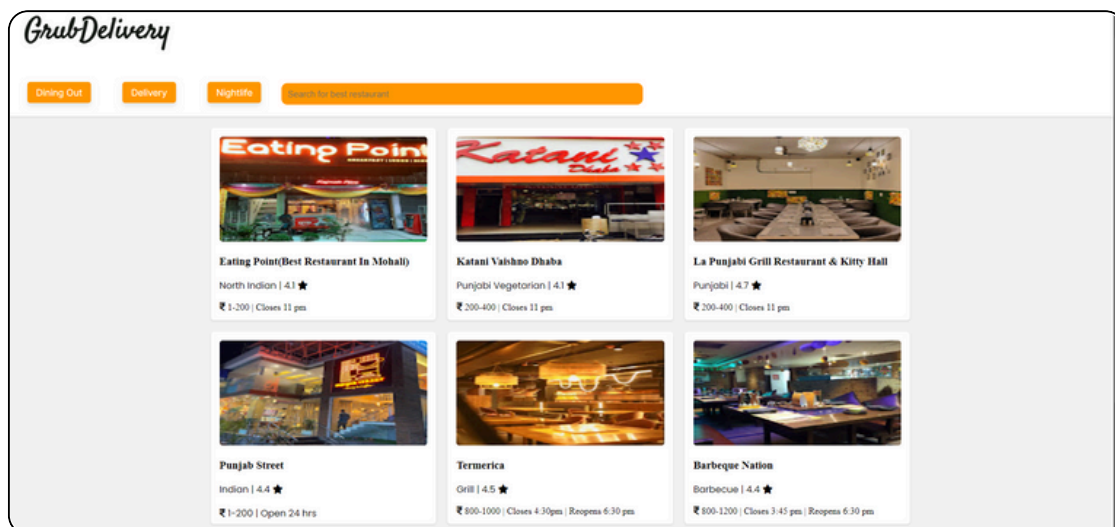 GrubDelivery
Dining Out
Delivery
Nightlife
Search for best restaurant
Eating Point
Katani
Dhaba
Eating Point(Best Restaurant In Mohali)
Katani Vaishno Dhaba
La Punjabi Grill Restaurant & Kitty Hall
North Indian | 4.1 ★
Punjabi Vegetarian | 4.1 ★
Punjabi | 4.7 ★
₹ 1-200 | Closes 11 pm
₹ 200-400 | Closes 11 pm
₹ 200-400 | Closes 11 pm
Punjab Street
Termerica
Barbeque Nation
Indian | 4.4 ★
Grill | 4.5 ★
Barbecue | 4.4 ★
₹ 1-200 | Open 24 hrs
₹ 800-1000 | Closes 4:30pm | Reopens 6:30 pm
₹ 800-1200 | Closes 3:45 pm | Reopens 6:30 pm